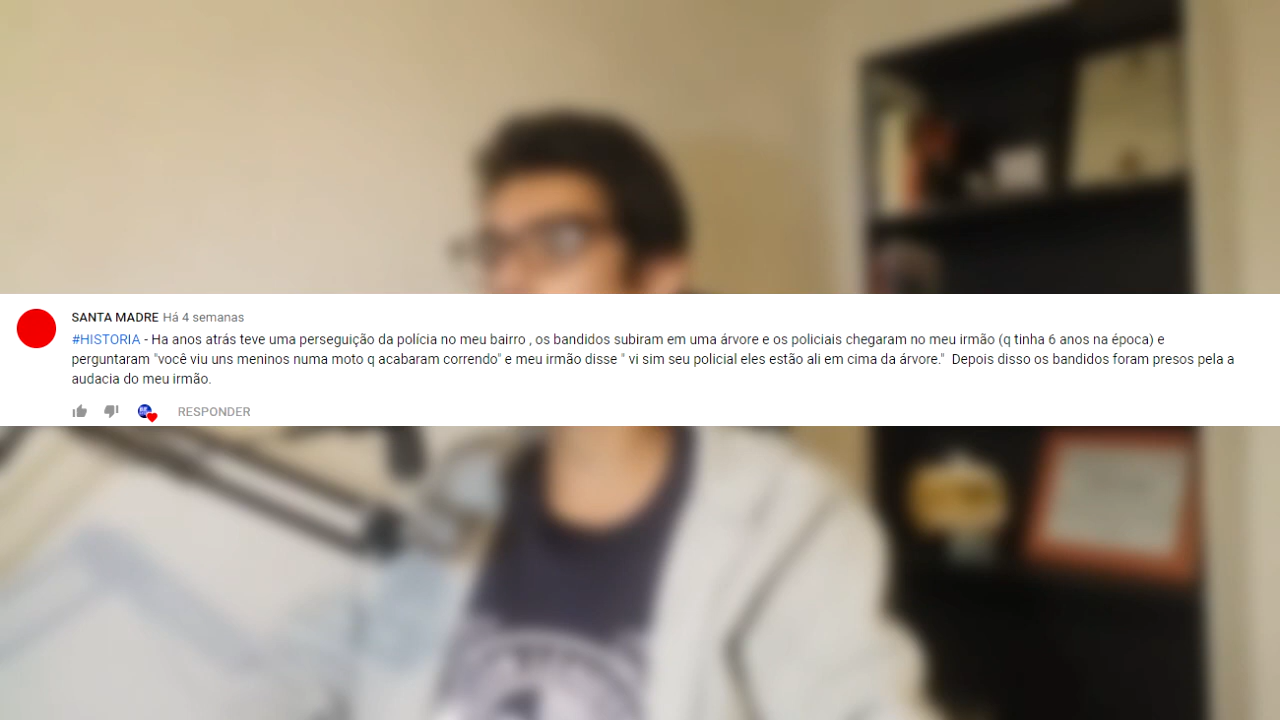 SANTA MADRE Há 4 semanas
#HISTORIA - Ha anos atrás teve uma perseguição da polícia no meu bairro , os bandidos subiram em uma árvore e os policiais chegaram no meu irmão (q tinha 6 anos na época) e
perguntaram "você viu uns meninos numa moto q acabaram correndo" e meu irmão disse " vi sim seu policial eles estão ali em cima da árvore."  Depois disso os bandidos foram presos pela a
audacia do meu irmão.
RESPONDER